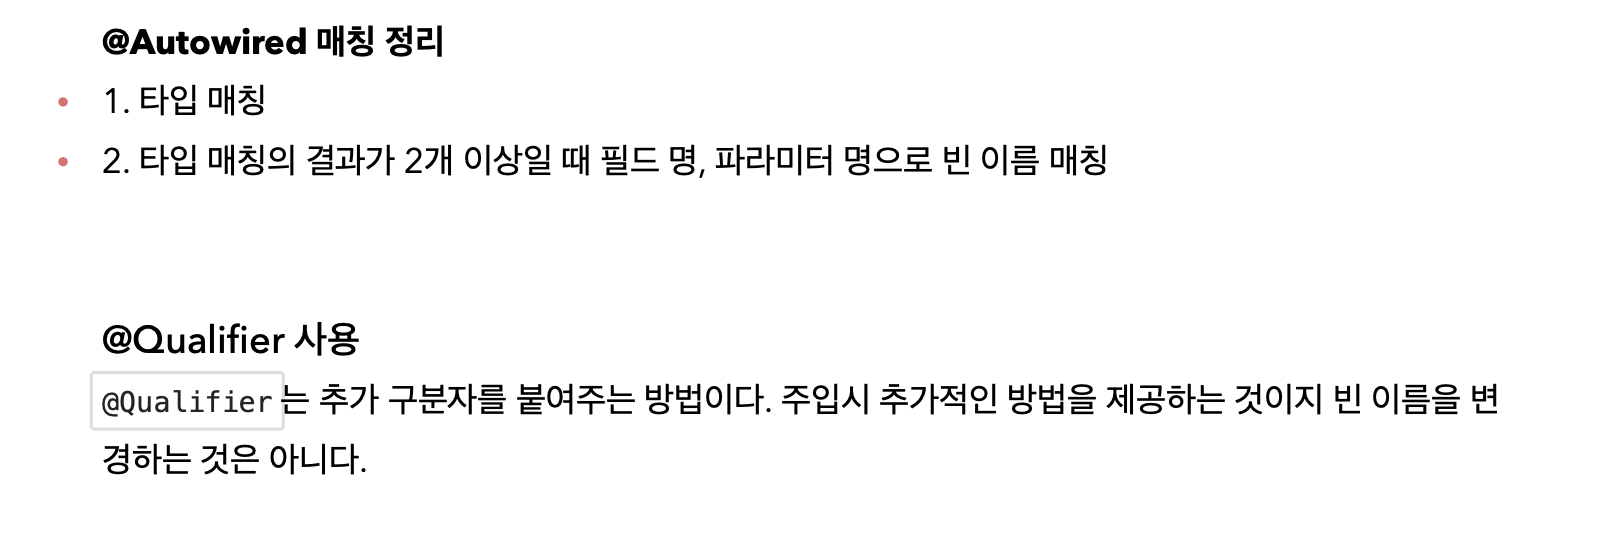 @Autowired 매칭 정리
• 1. 타입 매칭
• 2. 타입 매칭의 결과가 2개 이상일 때 필드 명, 파라미터 명으로 빈 이름 매칭
@Qualifier 사용
@Qualifier 는 추가 구분자를 붙여주는 방법이다. 주입시 추가적인 방법을 제공하는 것이지 빈 이름을 변
경하는 것은 아니다.